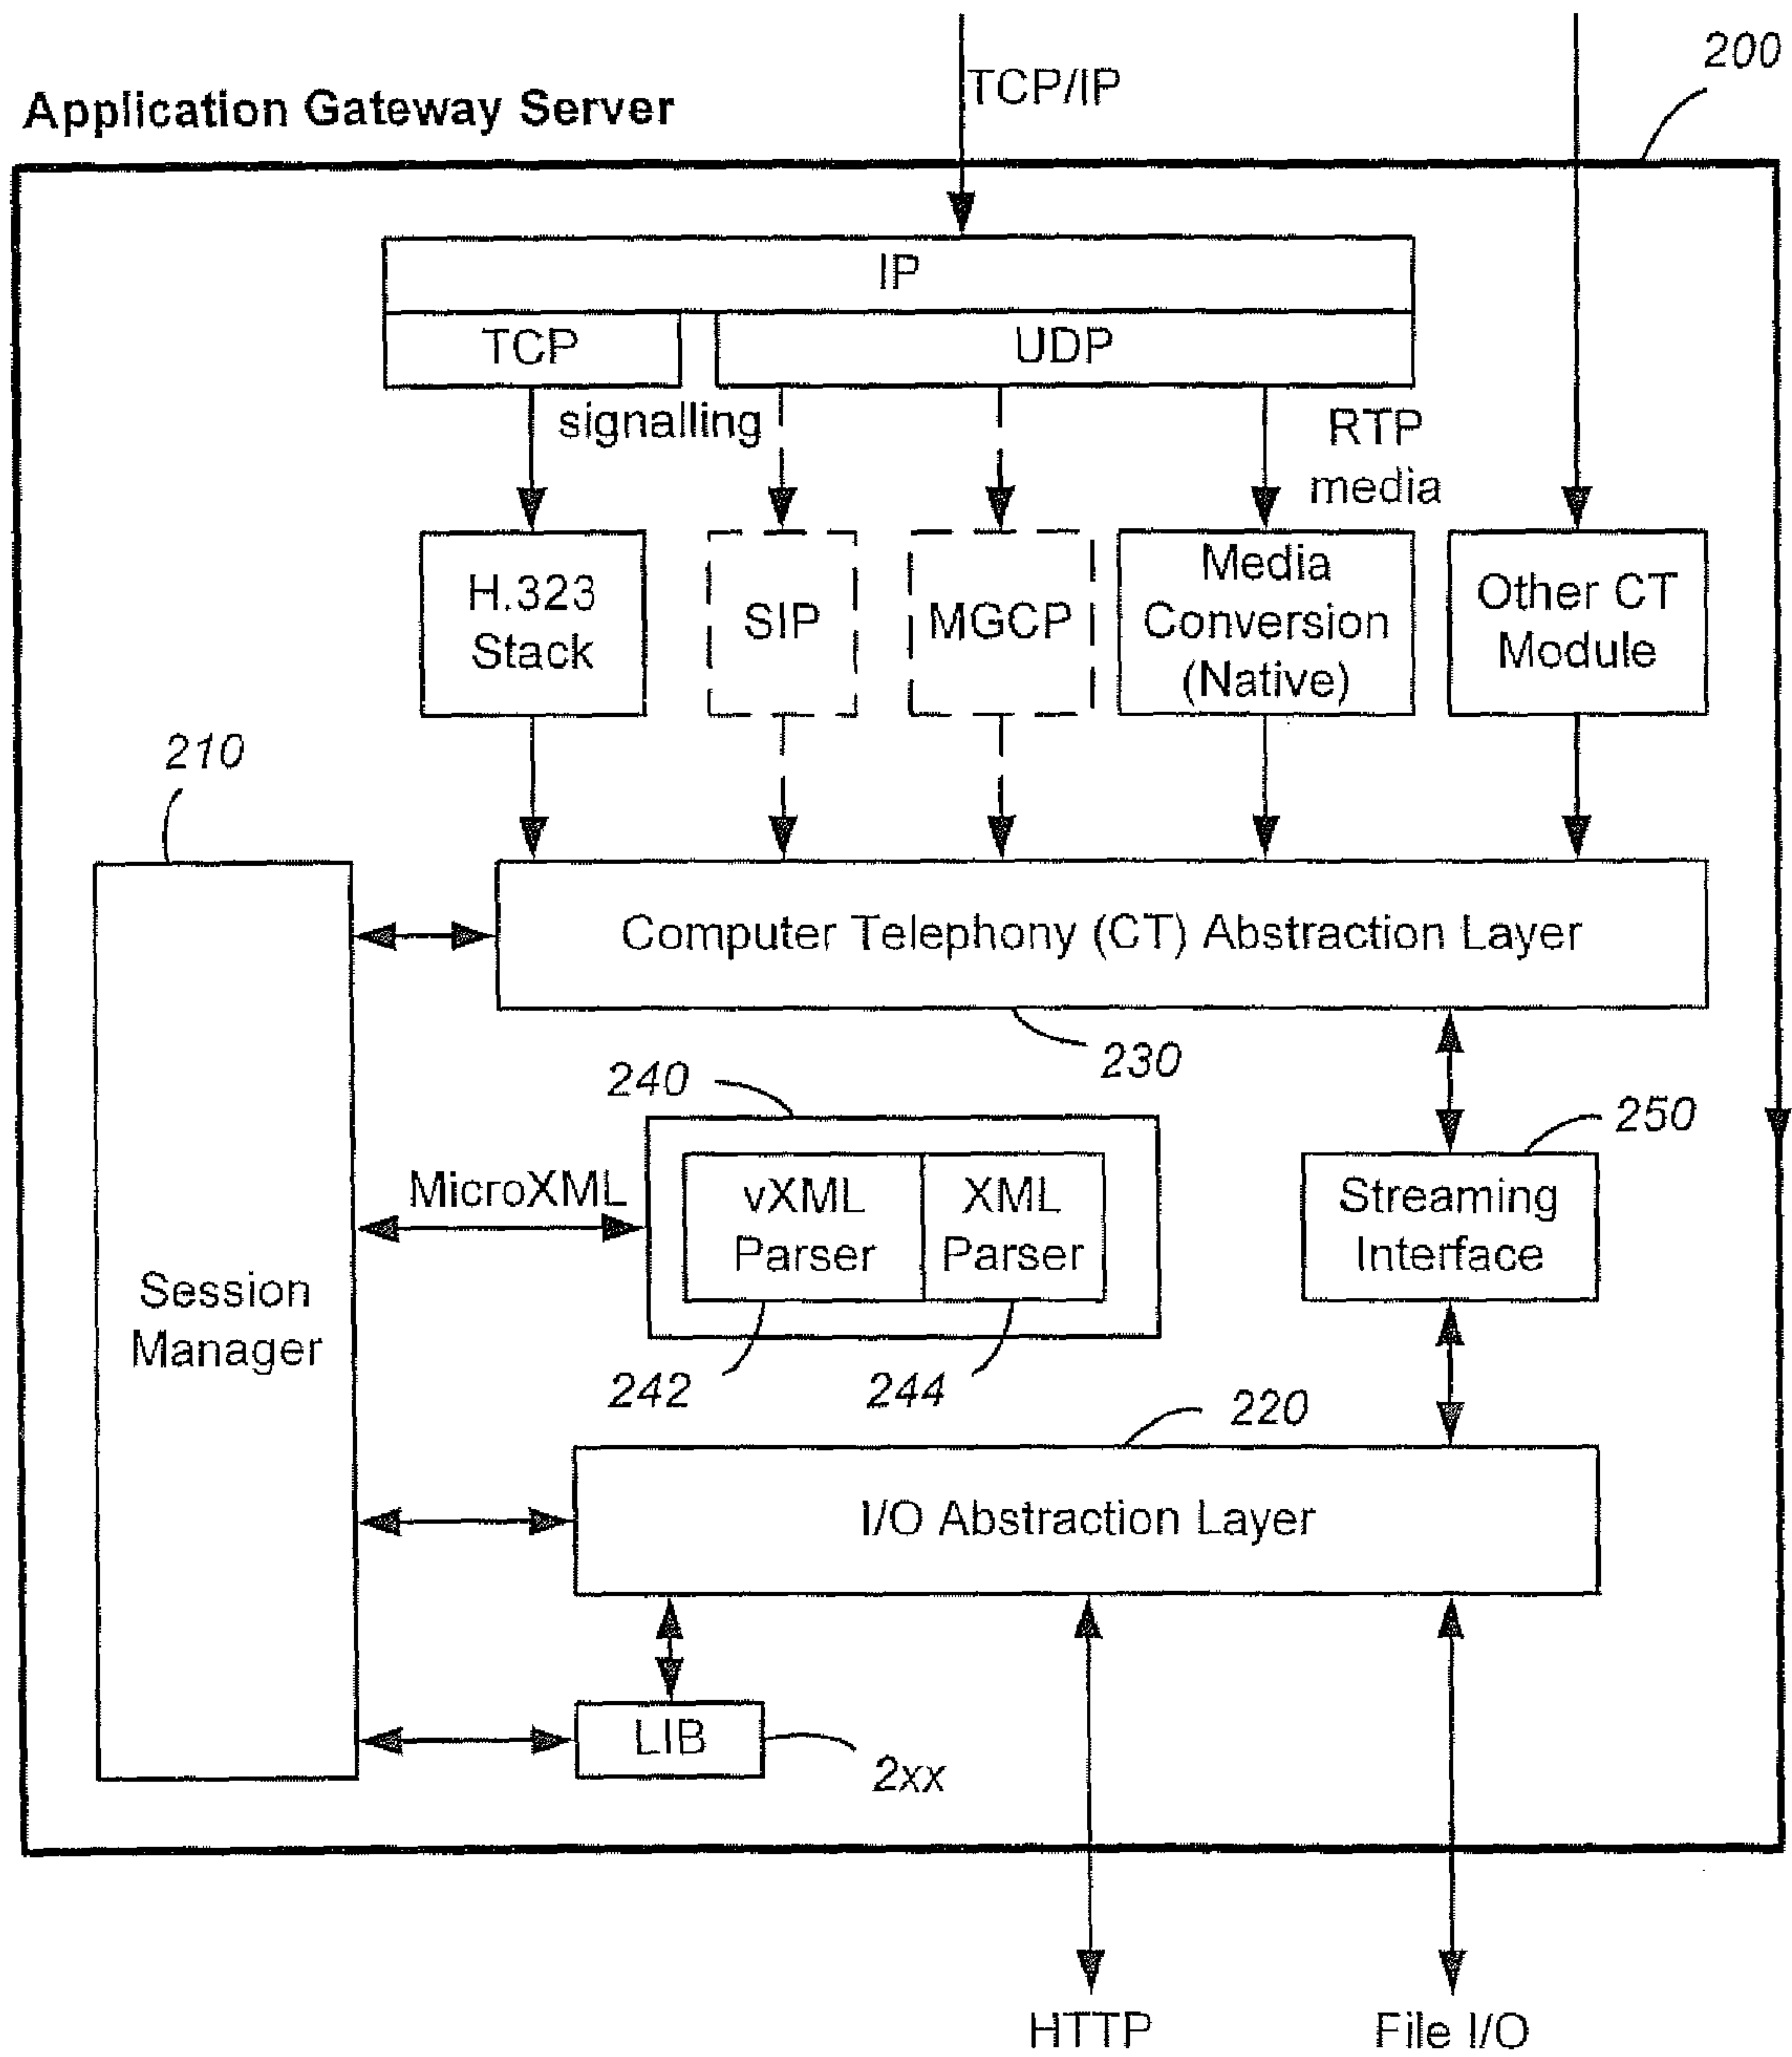 200
TCP/IP
Application Gateway Server
IP
TCP
UDP
signalling
RTP
media
H.323
Stack
SIP
MGCP
Media
Conversion
(Native)
Other CT
Module
210
Computer Telephony (CT) Abstraction Layer
230
240
250
MicroXML
vXML
Parser
XML
Parser
Streaming
Interface
Session
Manager
242
244
220
I/O Abstraction Layer
LIB
2xx
HTTP
File I/O